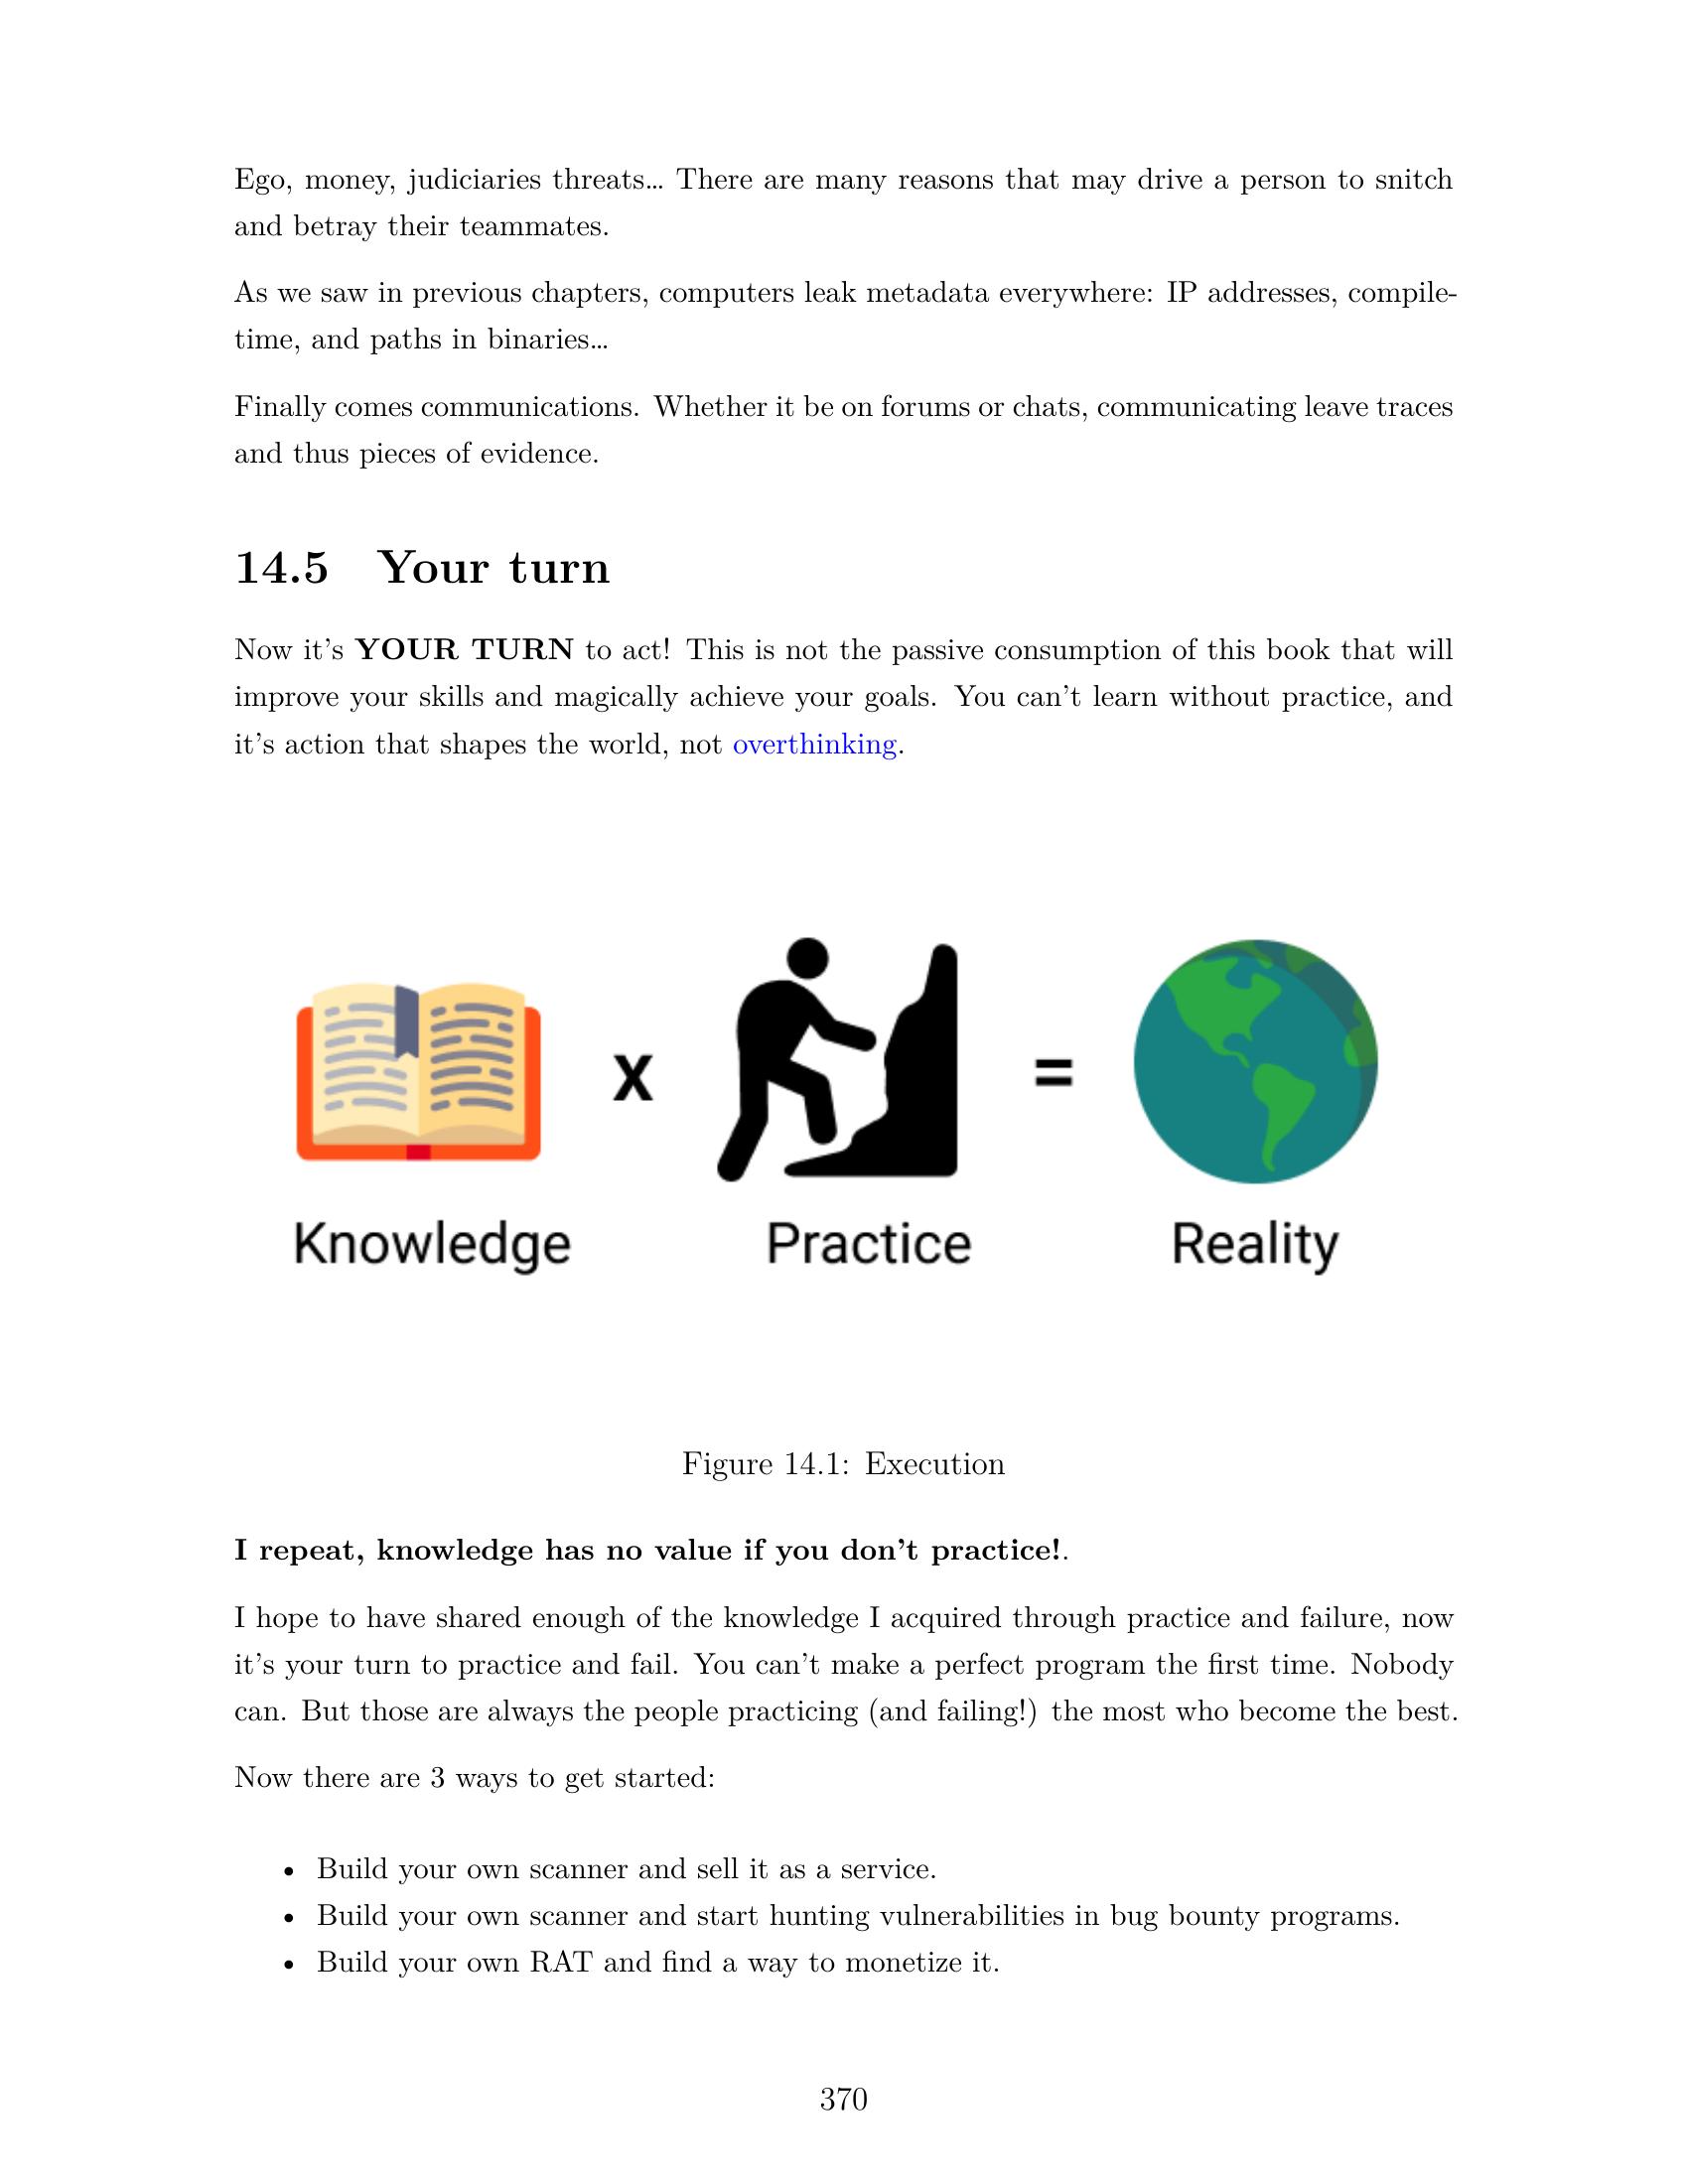 Ego, money, judiciaries threats… There are many reasons that may drive a person to snitch
and betray their teammates.
As we saw in previous chapters, computers leak metadata everywhere: IP addresses, compile-
time, and paths in binaries…
Finally comes communications. Whether it be on forums or chats, communicating leave traces
and thus pieces of evidence.
14.5 Your turn
Now it's YOUR TURN to act! This is not the passive consumption of this book that will
improve your skills and magically achieve your goals. You can't learn without practice, and
it's action that shapes the world, not overthinking.
x =
Knowledge Practice Reality
Figure 14.1: Execution
I repeat, knowledge has no value if you don't practice!.
I hope to have shared enough of the knowledge I acquired through practice and failure, now
it's your turn to practice and fail. You can't make a perfect program the first time. Nobody
can. But those are always the people practicing (and failing!) the most who become the best.
Now there are 3 ways to get started:
• Build your own scanner and sell it as a service.
• Build your own scanner and start hunting vulnerabilities in bug bounty programs.
• Build your own RAT and find a way to monetize it.
370